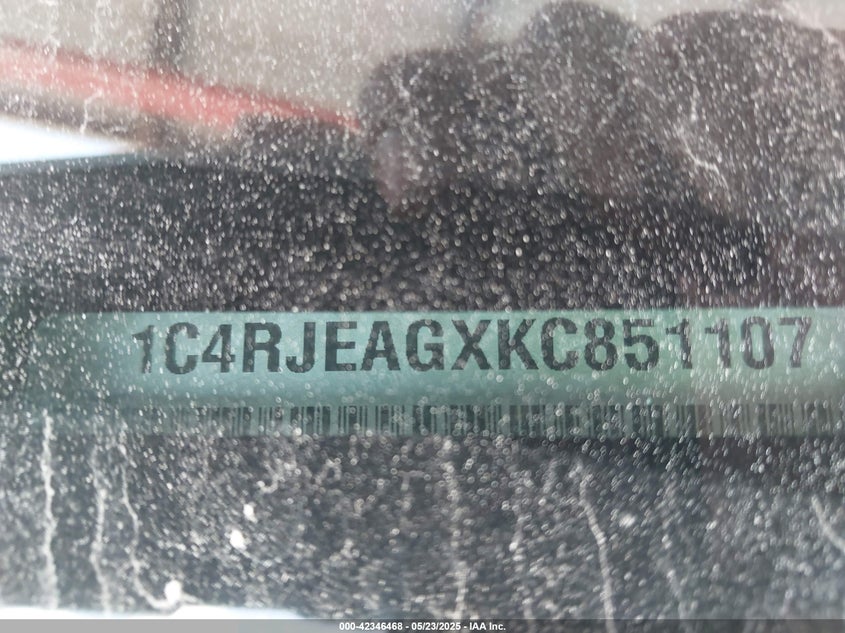 1C4RJEAGXKC851107
000-42346468 - 05/23/2025 - IAA Inc.